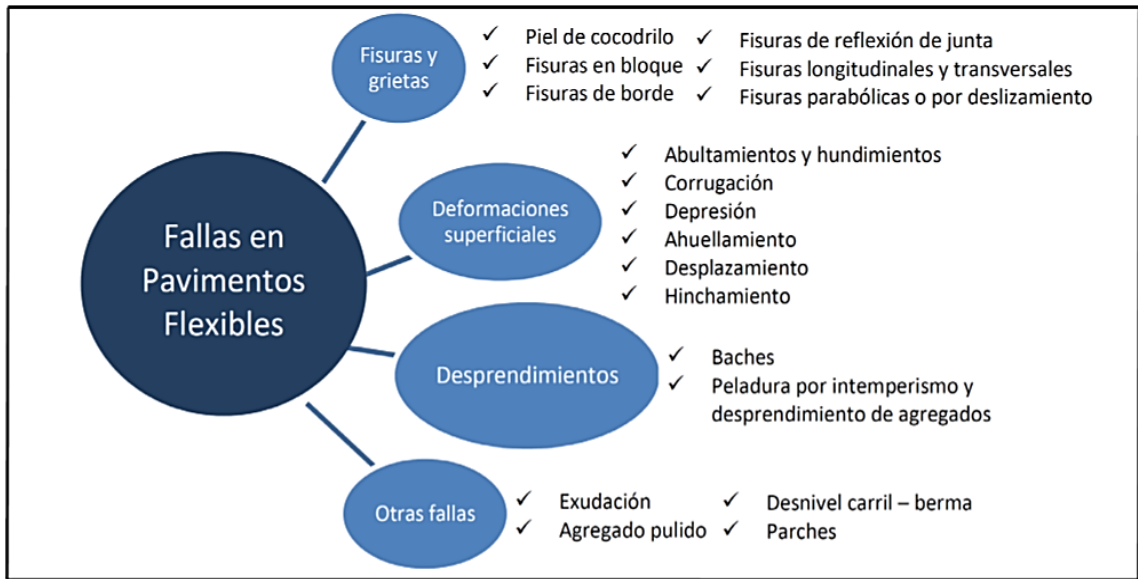 Fallas en
Pavimentos
Flexibles
Fisuras y
grietas
✓ Piel de cocodrilo
✓ Fisuras en bloque
✓ Fisuras de borde
✓ Fisuras de reflexión de junta
✓ Fisuras longitudinales y transversales
✓ Fisuras parabólicas o por deslizamiento
Deformaciones
superficiales
✓ Abultamientos y hundimientos
✓ Corrugación
✓ Depresión
✓ Ahuellamiento
✓ Desplazamiento
✓ Hinchamiento
Desprendimientos
✓ Baches
✓ Peladura por intemperismo y
desprendimiento de agregados
Otras fallas
✓ Exudación
✓ Agregado pulido
✓ Desnivel carril – berma
✓ Parches